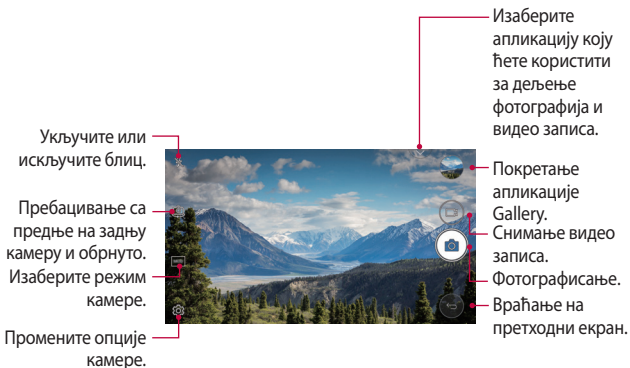 Изаберите
апликацију коју
ћете користити
за дељење
фотографија и
видео записа.
Укључите или
искључите блиц.
Пребацивање са
предње на задњу
камеру и обрнуто.
Изаберите режим
камере.
Промените опције
камере.
Покретање
апликације
Gallery.
Снимање видео
записа.
Фотографисање.
Враћање на
претходни екран.